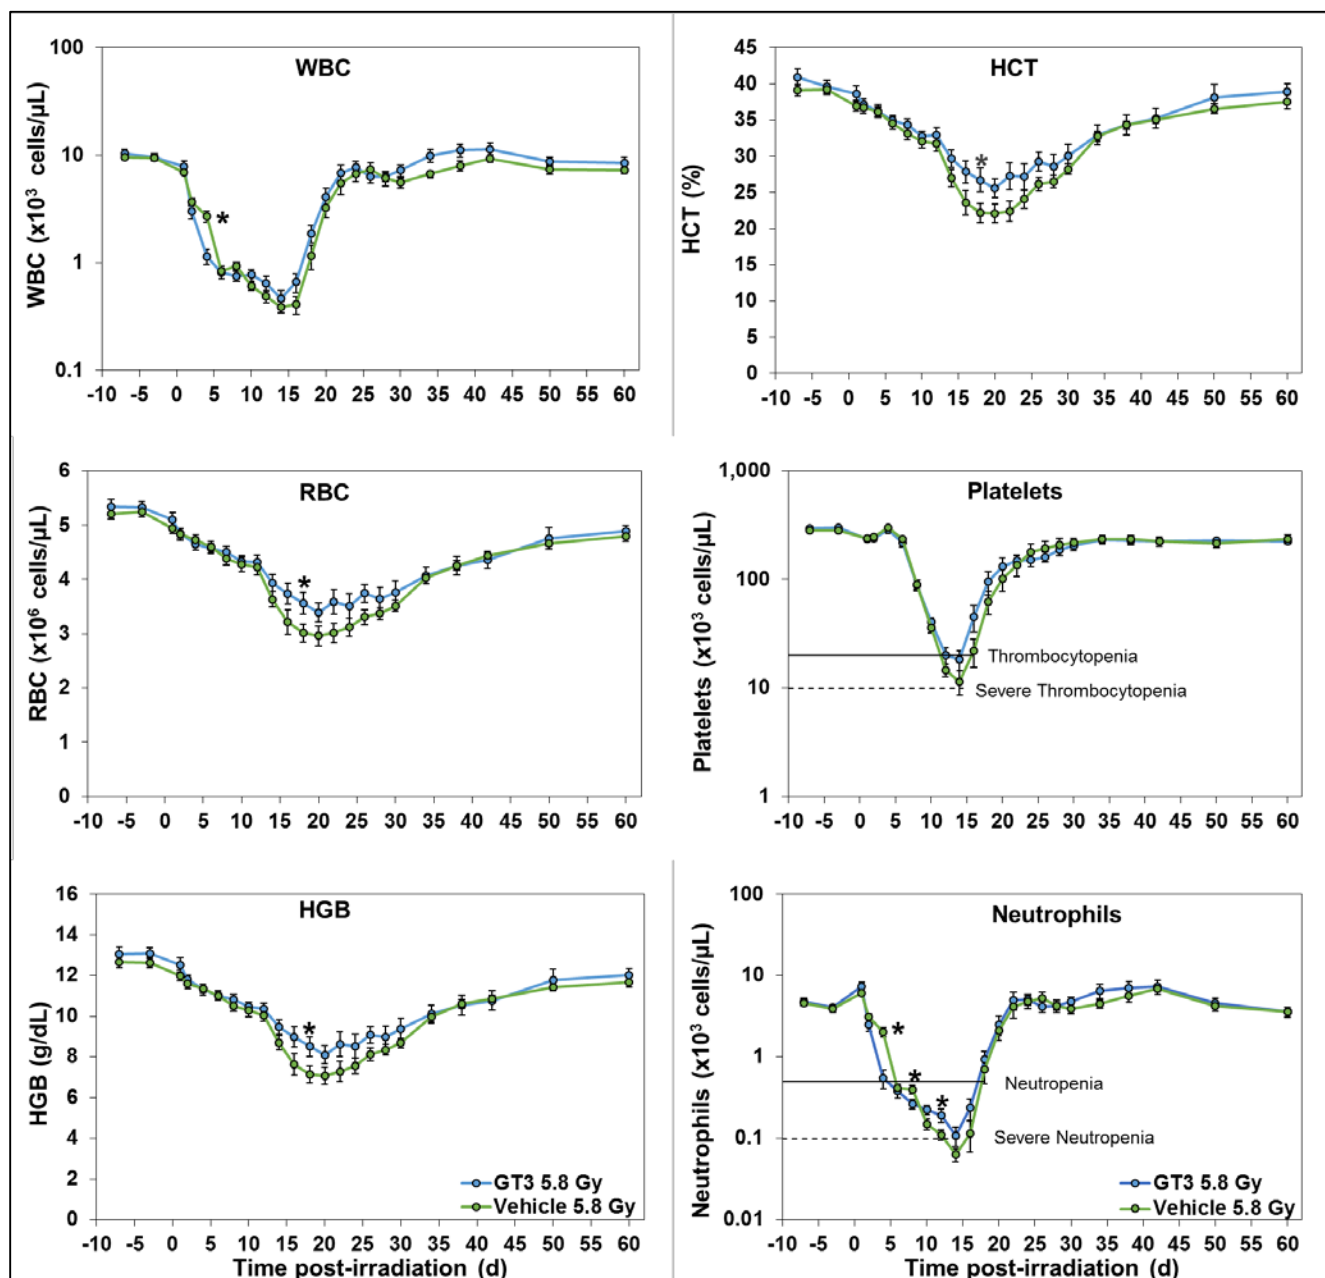 WBC
WBC (x10³ cells/µL)
100
10
1
0.1
-10 -5 0 5 10 15 20 25 30 35 40 45 50 55 60
*
HCT
HCT (%)
45
40
35
30
25
20
15
10
5
0
-10 -5 0 5 10 15 20 25 30 35 40 45 50 55 60
*
RBC
RBC (x10⁶ cells/µL)
6
5
4
3
2
1
0
-10 -5 0 5 10 15 20 25 30 35 40 45 50 55 60
*
Platelets
Platelets (x10³ cells/µL)
1,000
100
10
1
Thrombocytopenia
Severe Thrombocytopenia
-10 -5 0 5 10 15 20 25 30 35 40 45 50 55 60
HGB
HGB (g/dL)
16
14
12
10
8
6
4
2
0
*
GT3 5.8 Gy
Vehicle 5.8 Gy
-10 -5 0 5 10 15 20 25 30 35 40 45 50 55 60
Time post-irradiation (d)
Neutrophils
Neutrophils (x10³ cells/µL)
100
10
1
0.1
0.01
*
*
*
Neutropenia
Severe Neutropenia
GT3 5.8 Gy
Vehicle 5.8 Gy
-10 -5 0 5 10 15 20 25 30 35 40 45 50 55 60
Time post-irradiation (d)